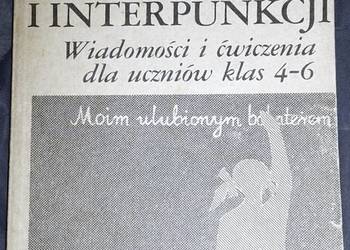 I INTERPUNKCJI
Wiadomości i ćwiczenia
dla uczniów klas 4-6
Moim ulubionym bohaterem